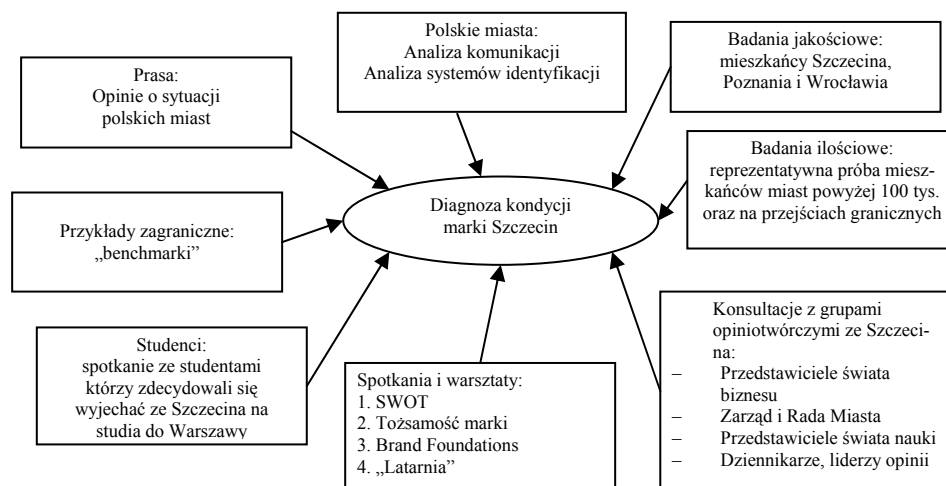 Polskie miasta:
Analiza komunikacji
Analiza systemów identyfikacji
Badania jakościowe:
mieszkańcy Szczecina,
Poznania i Wrocławia
Prasa:
Opinie o sytuacji
polskich miast
Badania ilościowe:
reprezentatywna próba miesz-
kańców miast powyżej 100 tys.
oraz na przejściach granicznych
Diagnoza kondycji
marki Szczecin
Przykłady zagraniczne:
„benchmarki”
Studenci:
spotkanie ze studentami
którzy zdecydowali się
wyjechać ze Szczecina na
studia do Warszawy
Spotkania i warsztaty:
1. SWOT
2. Tożsamość marki
3. Brand Foundations
4. „Latarnia”
Konsultacje z grupami
opiniotwórczymi ze Szczeci-
na:
– Przedstawiciele świata
biznesu
– Zarząd i Rada Miasta
– Przedstawiciele świata nauki
– Dziennikarze, liderzy opinii